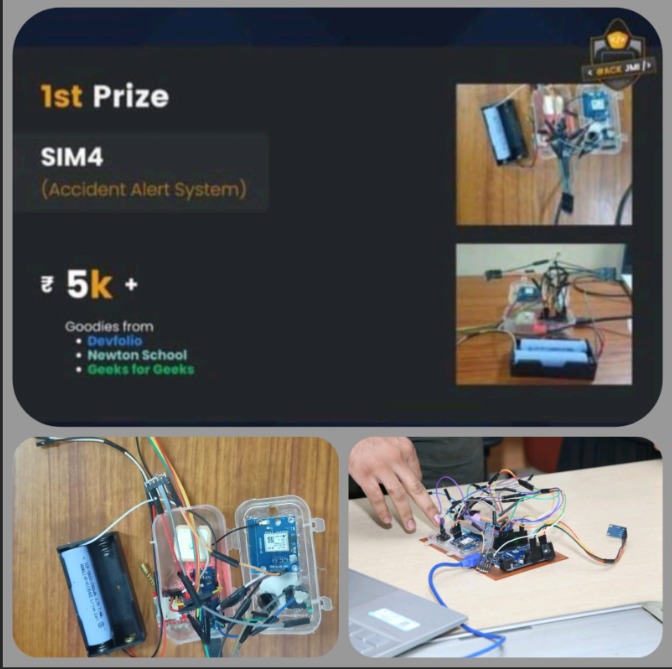 1st Prize
SIM4
(Accident Alert System)
₹ 5k +
Goodies from
• Devfolio
• Newton School
• Geeks for Geeks
< HACK JMI />